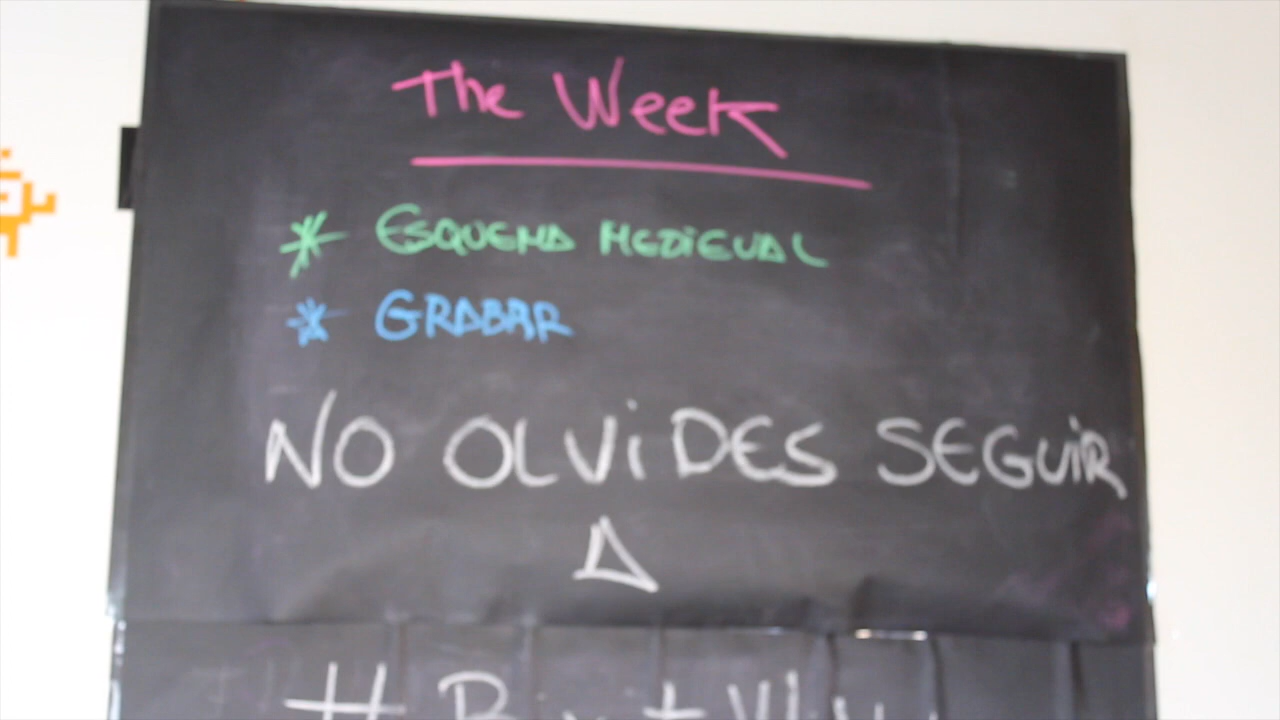 The Week
* ESQUEMA MEDIEVAL
* GRABAR
NO OLVIDES SEGUIR
A